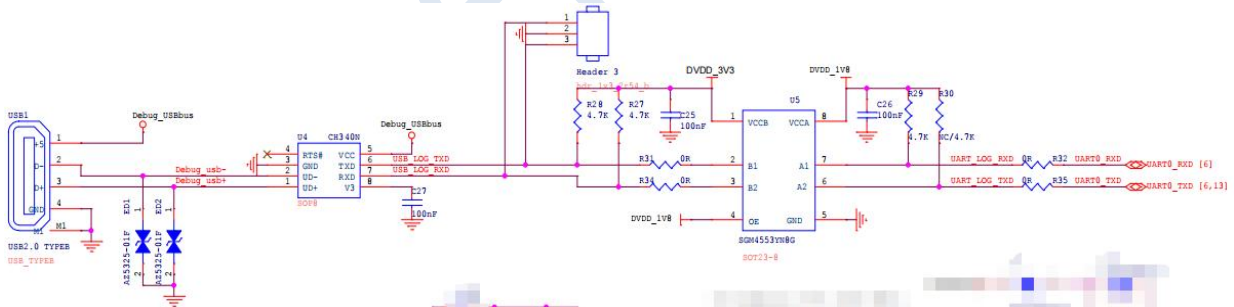 USB1
+5
D-
D+
GND
M1
1
2
3
4
M1
USB2.0 TYPEB
USB_TYPEB
Debug_USBbus
Debug_usb-
Debug_usb+
ED1
1
2
AZ5325-01F
ED2
1
2
AZ5325-01F
U4
CH340N
4 RTS# VCC 5
3 GND TXD 6
2 UD- RXD 7
1 UD+ V3 8
SOP8
Debug_USBbus
USB_LOG_TXD
USB_LOG_RXD
C27
100nF
1
2
3
Header 3
R28
4.7K
R27
4.7K
C25
100nF
DVDD_3V3
R31 0R
R34 0R
DVDD_1V8
U5
1 VCCB VCCA 8
2 B1 A1 7
3 B2 A2 6
4 OE GND 5
SGM4553YN8G
SOT23-8
DVDD_1V8
C26
100nF
R29
4.7K
R30
NC/4.7K
UART_LOG_RXD 0R R32 UART0_RXD UART0_RXD [6]
UART_LOG_TXD 0R R35 UART0_TXD UART0_TXD [6,13]